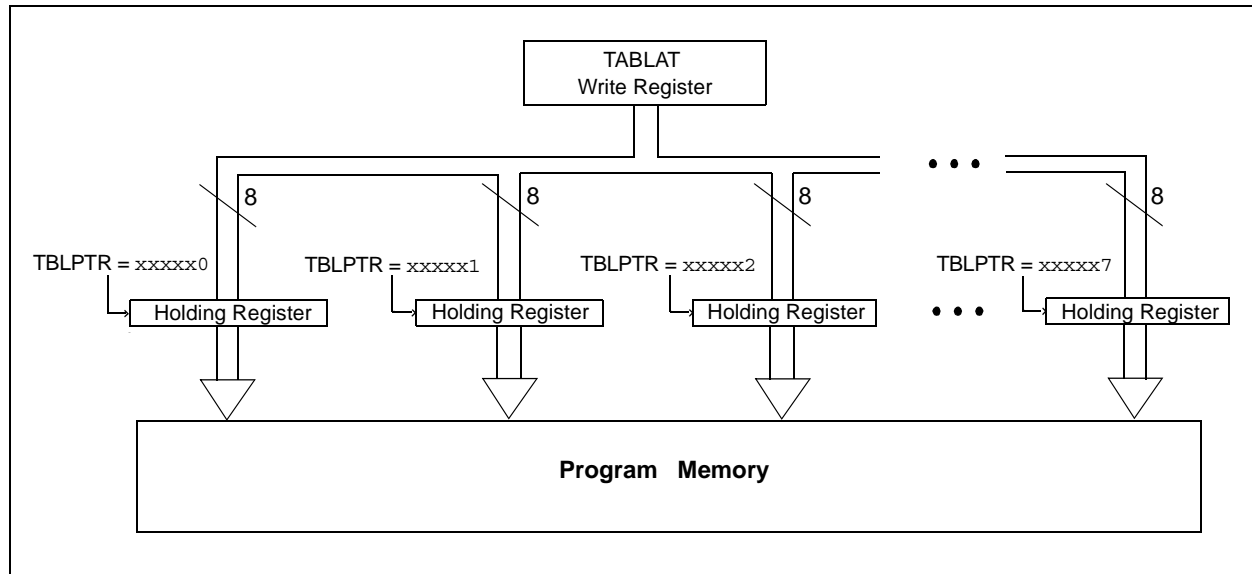 TABLAT
Write Register
• • •
8
8
8
8
TBLPTR = xxxxx0
TBLPTR = xxxxx1
TBLPTR = xxxxx2
TBLPTR = xxxxx7
Holding Register
Holding Register
Holding Register
• • •
Holding Register
Program Memory